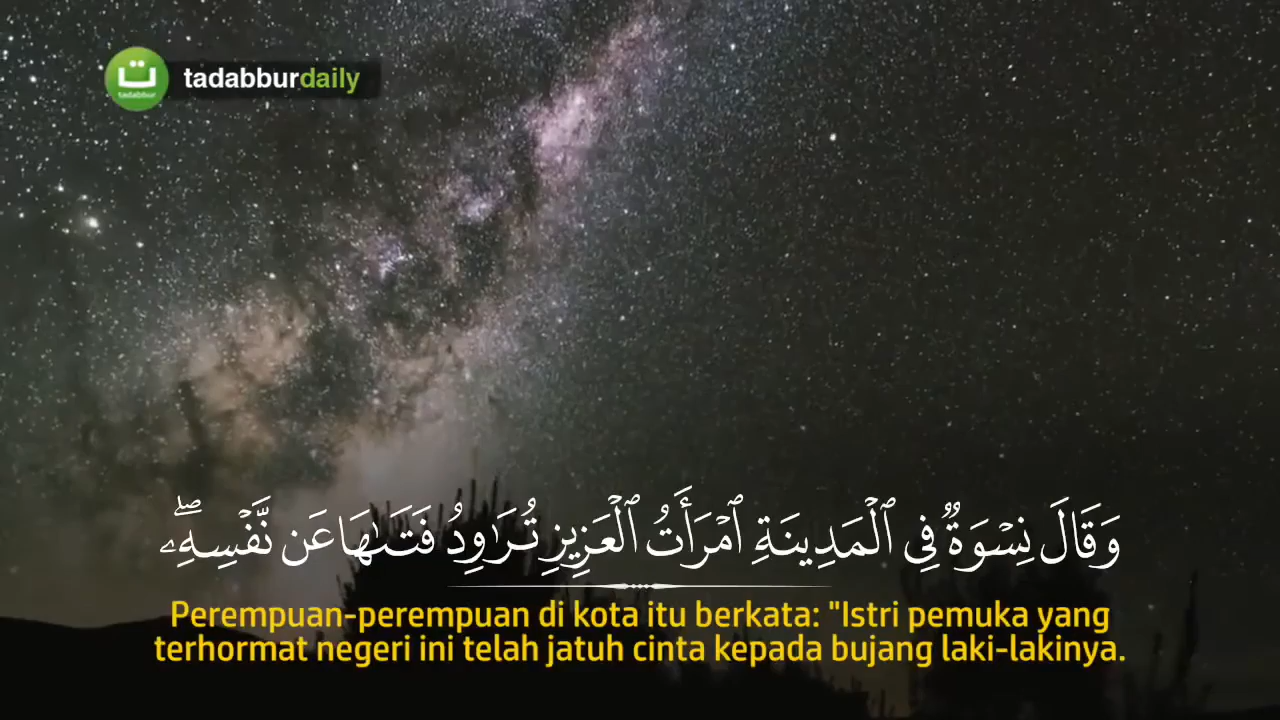 ت
tadabbur
tadabburdaily
وَقَالَ نِسْوَةٌ فِى ٱلْمَدِينَةِ ٱمْرَأَتُ ٱلْعَزِيزِ تُرَٰوِدُ فَتَىٰهَا عَن نَّفْسِهِۦ ۖ
Perempuan-perempuan di kota itu berkata: "Istri pemuka yang
terhormat negeri ini telah jatuh cinta kepada bujang laki-lakinya.